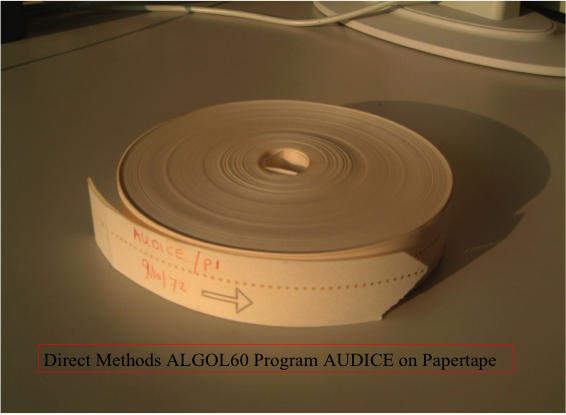 AUDICE/P1
9/10/72
Direct Methods ALGOL60 Program AUDICE on Papertape